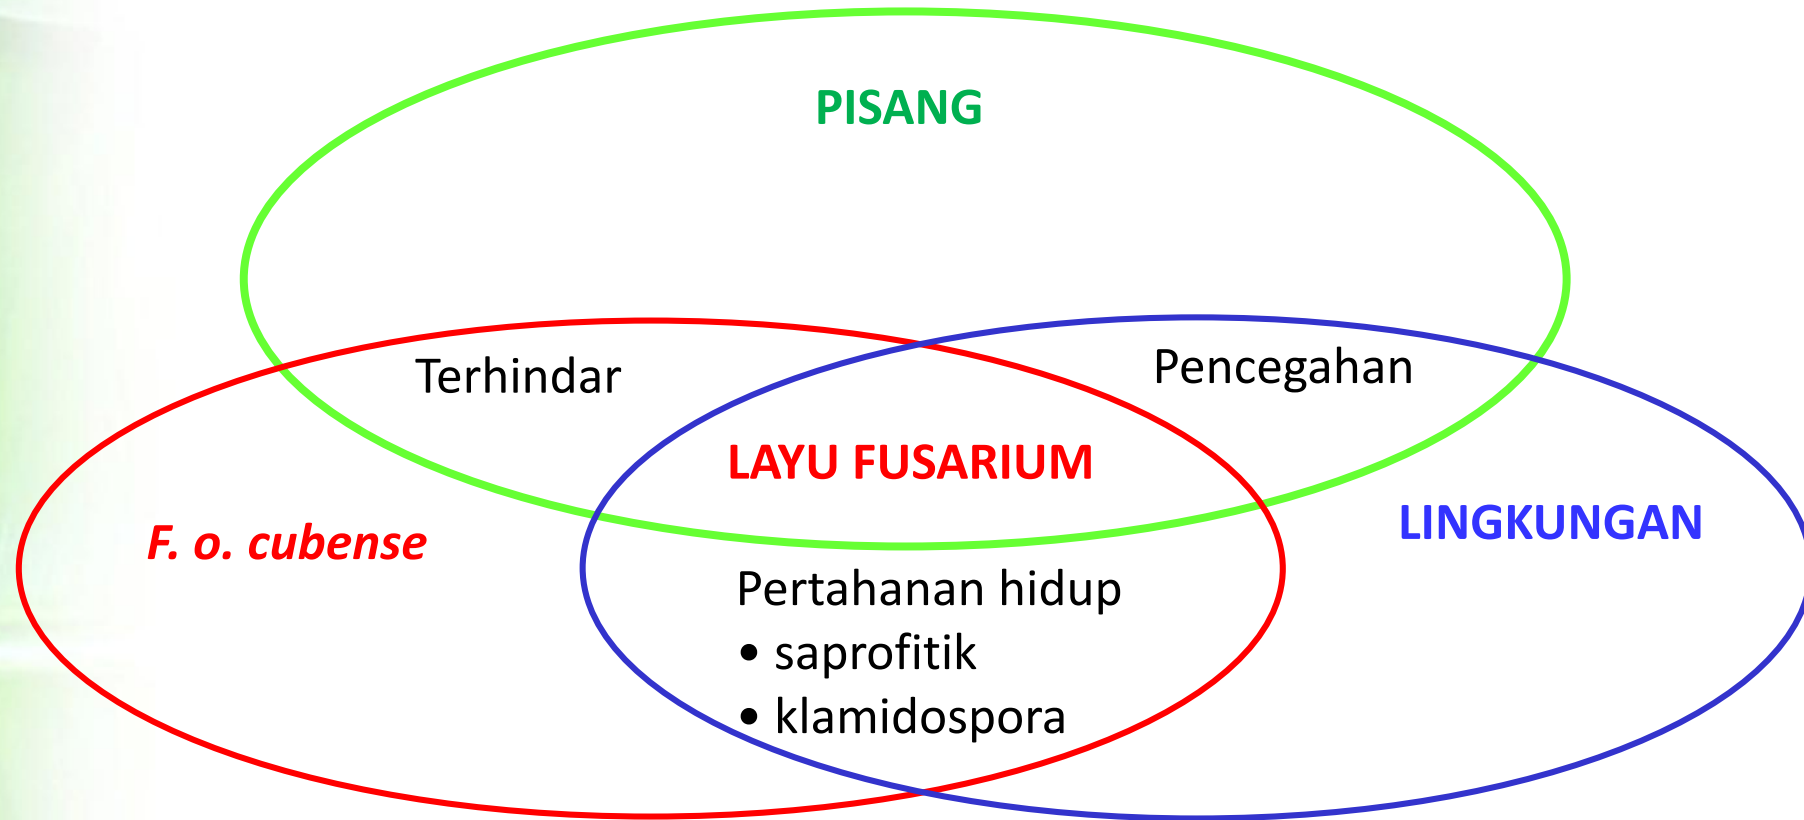 PISANG
Terhindar
Pencegahan
LAYU FUSARIUM
F. o. cubense
LINGKUNGAN
Pertahanan hidup
• saprofitik
• klamidospora